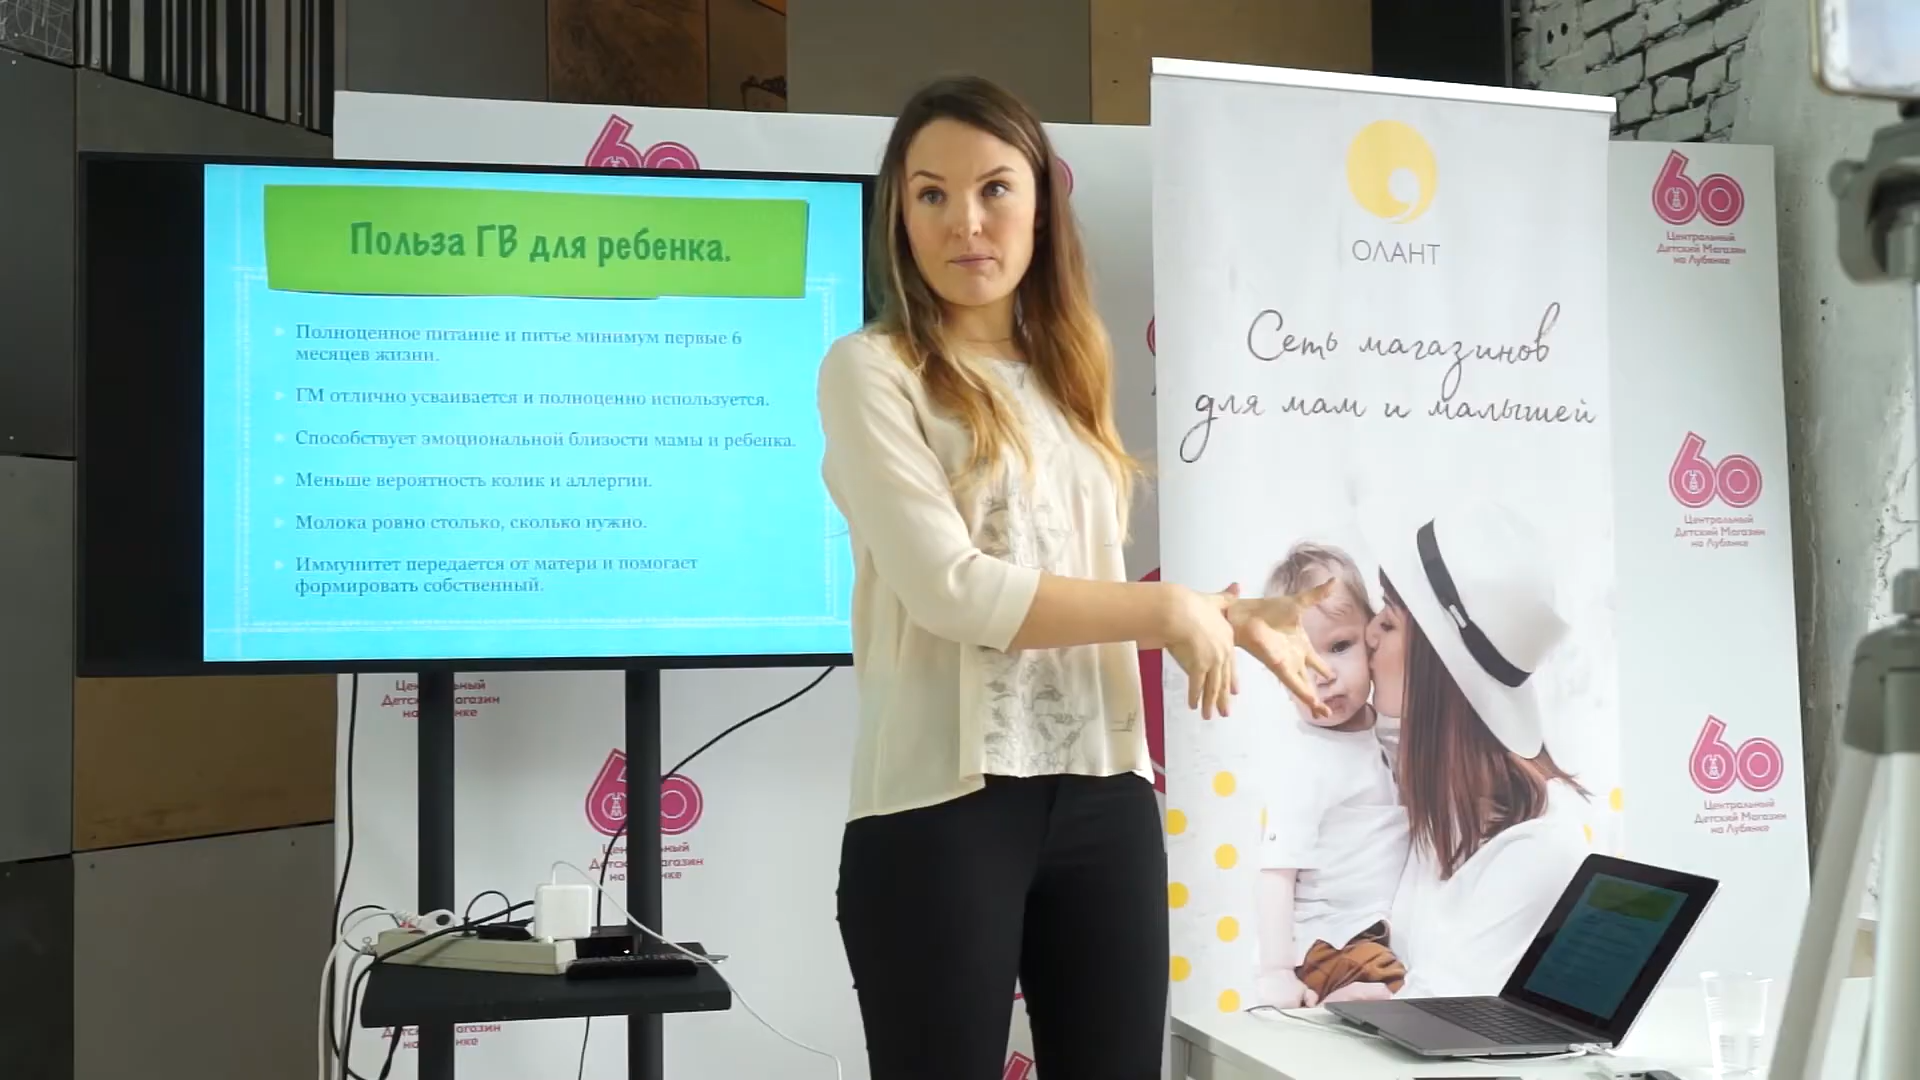 Польза ГВ для ребенка.
Полноценное питание и питье минимум первые 6
месяцев жизни.
ГМ отлично усваивается и полноценно используется.
Способствует эмоциональной близости мамы и ребенка.
Меньше вероятность колик и аллергии.
Молока ровно столько, сколько нужно.
Иммунитет передается от матери и помогает
формировать собственный.
ОЛАНТ
Сеть магазинов
для мам и малышей
60
Центральный
Детский Магазин
на Лубянке
60
Центральный
Детский Магазин
на Лубянке
60
Центральный
Детский Магазин
на Лубянке
60
60